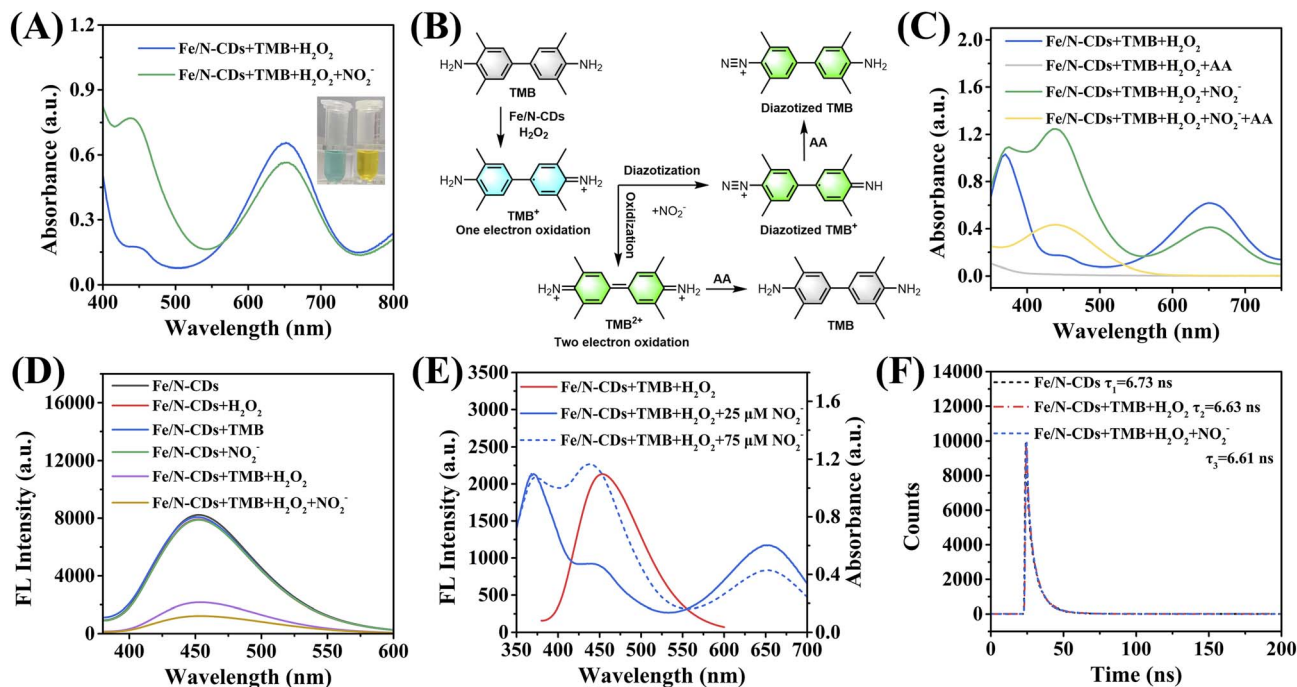 (A)
Fe/N-CDs+TMB+H₂O₂
Fe/N-CDs+TMB+H₂O₂+NO₂⁻
Absorbance (a.u.)
1.2
0.9
0.6
0.3
0.0
400 500 600 700 800
Wavelength (nm)
(B)
H₂N
NH₂
TMB
Fe/N-CDs
H₂O₂
H₂N
NH₂
+
TMB⁺
One electron oxidation
Diazotization
+NO₂⁻
Oxidization
H₂N
+
NH₂
+
TMB²⁺
Two electron oxidation
AA
H₂N
NH₂
TMB
N≡N
+
NH
Diazotized TMB⁺
AA
N≡N
+
NH₂
Diazotized TMB
(C)
Fe/N-CDs+TMB+H₂O₂
Fe/N-CDs+TMB+H₂O₂+AA
Fe/N-CDs+TMB+H₂O₂+NO₂⁻
Fe/N-CDs+TMB+H₂O₂+NO₂⁻+AA
Absorbance (a.u.)
2.0
1.6
1.2
0.8
0.4
0.0
400 500 600 700
Wavelength (nm)
(D)
Fe/N-CDs
Fe/N-CDs+H₂O₂
Fe/N-CDs+TMB
Fe/N-CDs+NO₂⁻
Fe/N-CDs+TMB+H₂O₂
Fe/N-CDs+TMB+H₂O₂+NO₂⁻
FL Intensity (a.u.)
16000
12000
8000
4000
0
400 450 500 550 600
Wavelength (nm)
(E)
Fe/N-CDs+TMB+H₂O₂
Fe/N-CDs+TMB+H₂O₂+25 μM NO₂⁻
Fe/N-CDs+TMB+H₂O₂+75 μM NO₂⁻
FL Intensity (a.u.)
3500
3000
2500
2000
1500
1000
500
0
350 400 450 500 550 600 650 700
Wavelength (nm)
1.6
1.2
0.8
0.4
0.0
Absorbance (a.u.)
(F)
Fe/N-CDs τ₁=6.73 ns
Fe/N-CDs+TMB+H₂O₂ τ₂=6.63 ns
Fe/N-CDs+TMB+H₂O₂+NO₂⁻
τ₃=6.61 ns
Counts
14000
12000
10000
8000
6000
4000
2000
0
0 50 100 150 200
Time (ns)